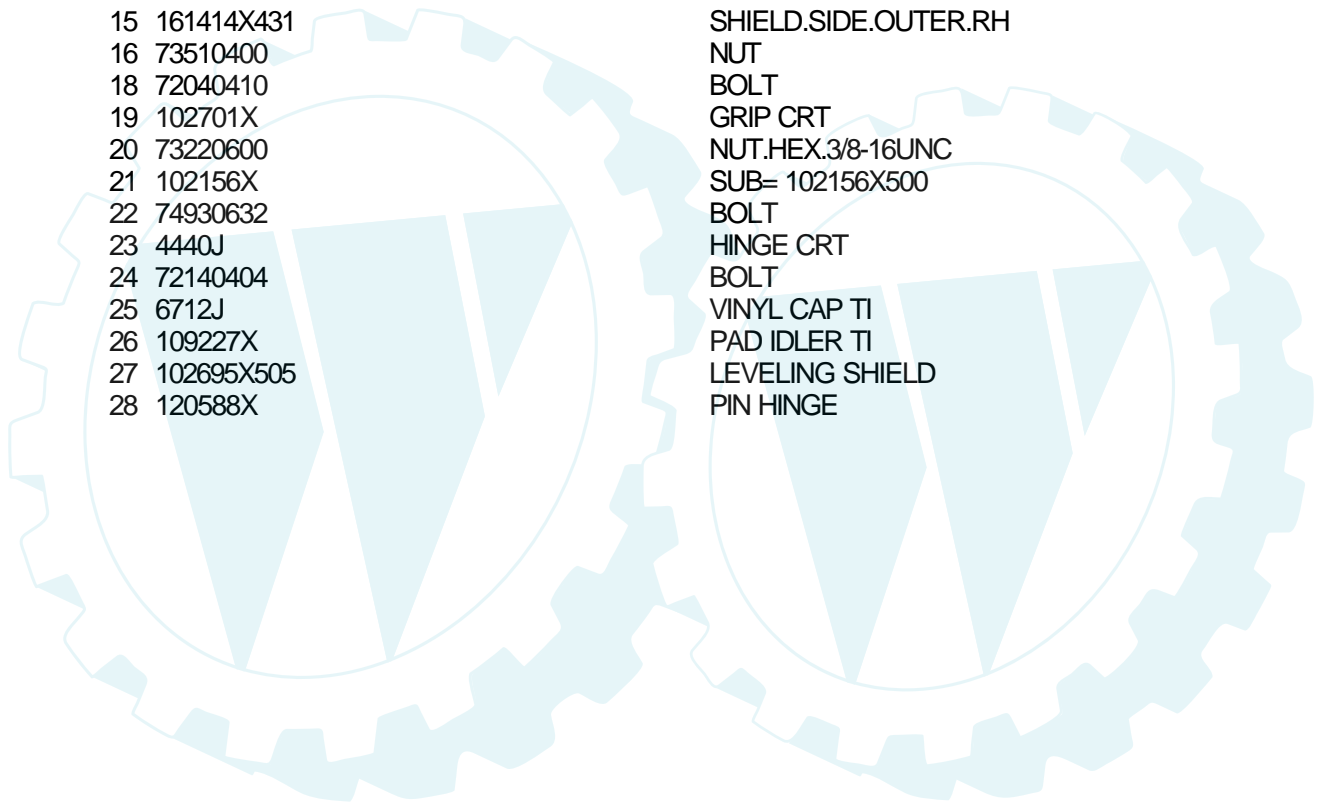 15 161414X431 SHIELD.SIDE.OUTER.RH
16 73510400 NUT
18 72040410 BOLT
19 102701X GRIP CRT
20 73220600 NUT.HEX.3/8-16UNC
21 102156X SUB= 102156X500
22 74930632 BOLT
23 4440J HINGE CRT
24 72140404 BOLT
25 6712J VINYL CAP TI
26 109227X PAD IDLER TI
27 102695X505 LEVELING SHIELD
28 120588X PIN HINGE